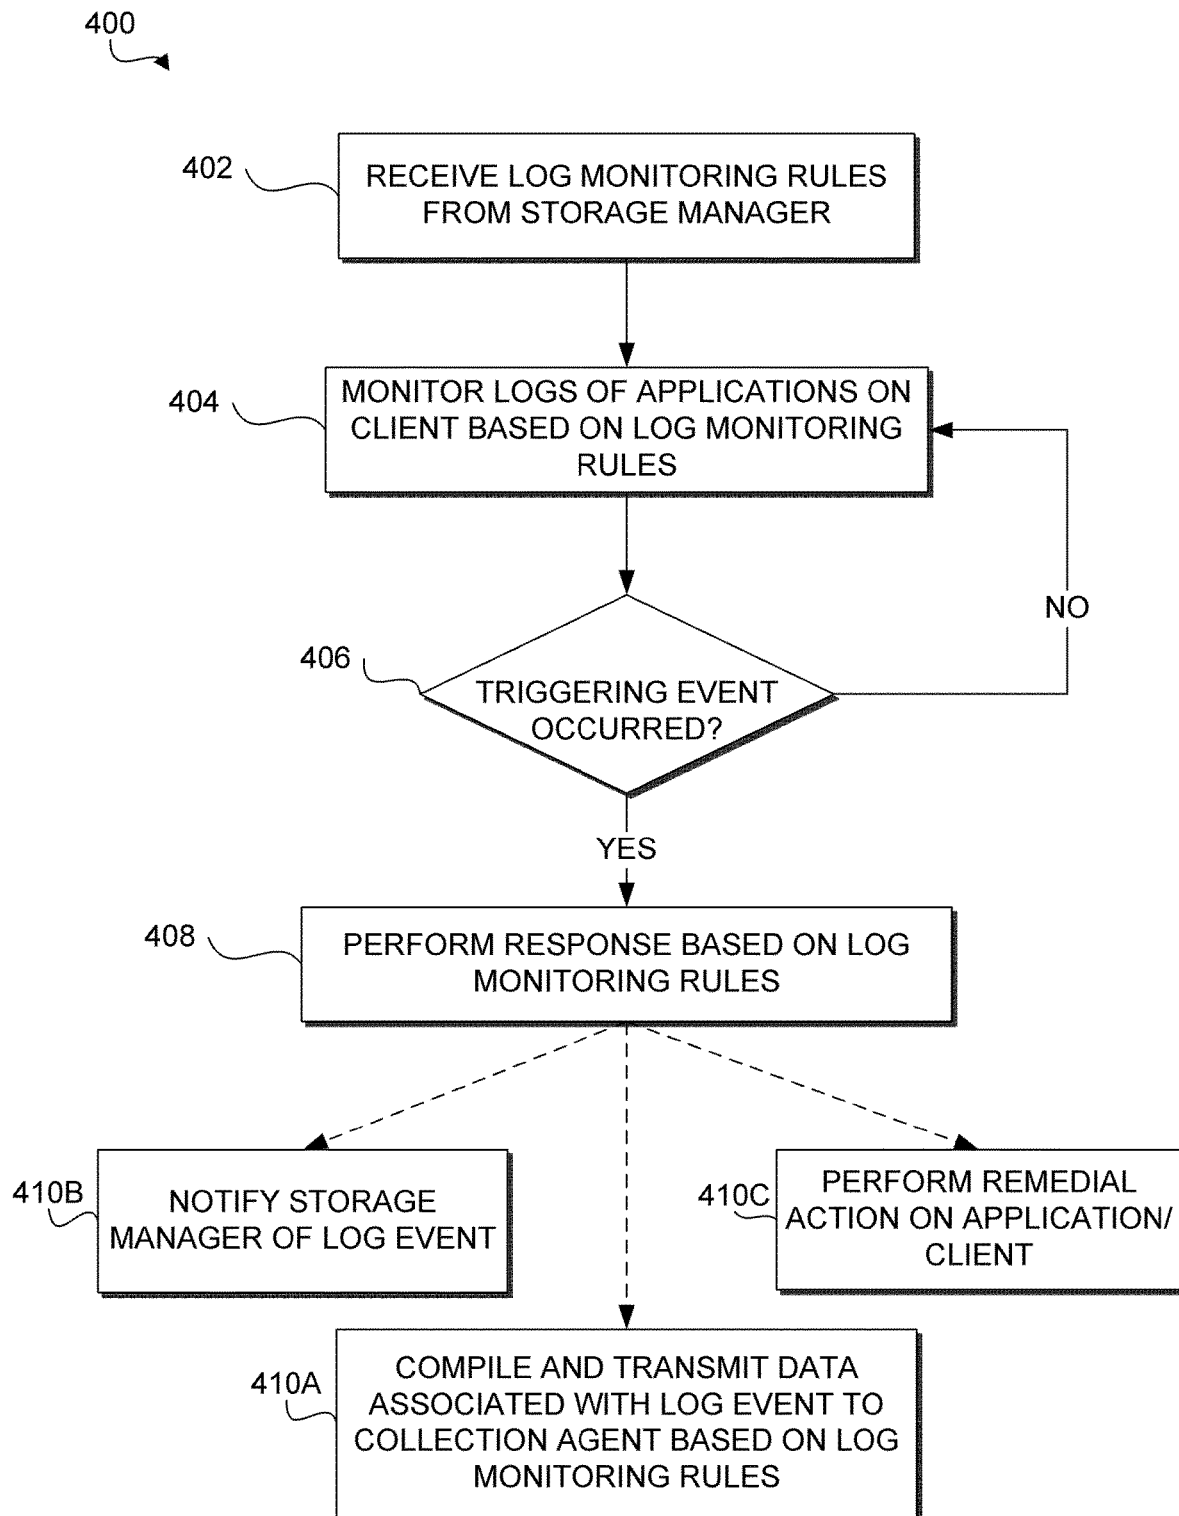 400
402
RECEIVE LOG MONITORING RULES
FROM STORAGE MANAGER
404
MONITOR LOGS OF APPLICATIONS ON
CLIENT BASED ON LOG MONITORING
RULES
NO
406
TRIGGERING EVENT
OCCURRED?
YES
408
PERFORM RESPONSE BASED ON LOG
MONITORING RULES
410B
NOTIFY STORAGE
MANAGER OF LOG EVENT
410C
PERFORM REMEDIAL
ACTION ON APPLICATION/
CLIENT
410A
COMPILE AND TRANSMIT DATA
ASSOCIATED WITH LOG EVENT TO
COLLECTION AGENT BASED ON LOG
MONITORING RULES